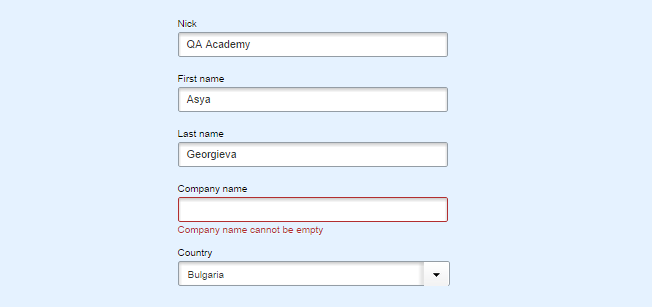 Nick
QA Academy
First name
Asya
Last name
Georgieva
Company name
Company name cannot be empty
Country
Bulgaria